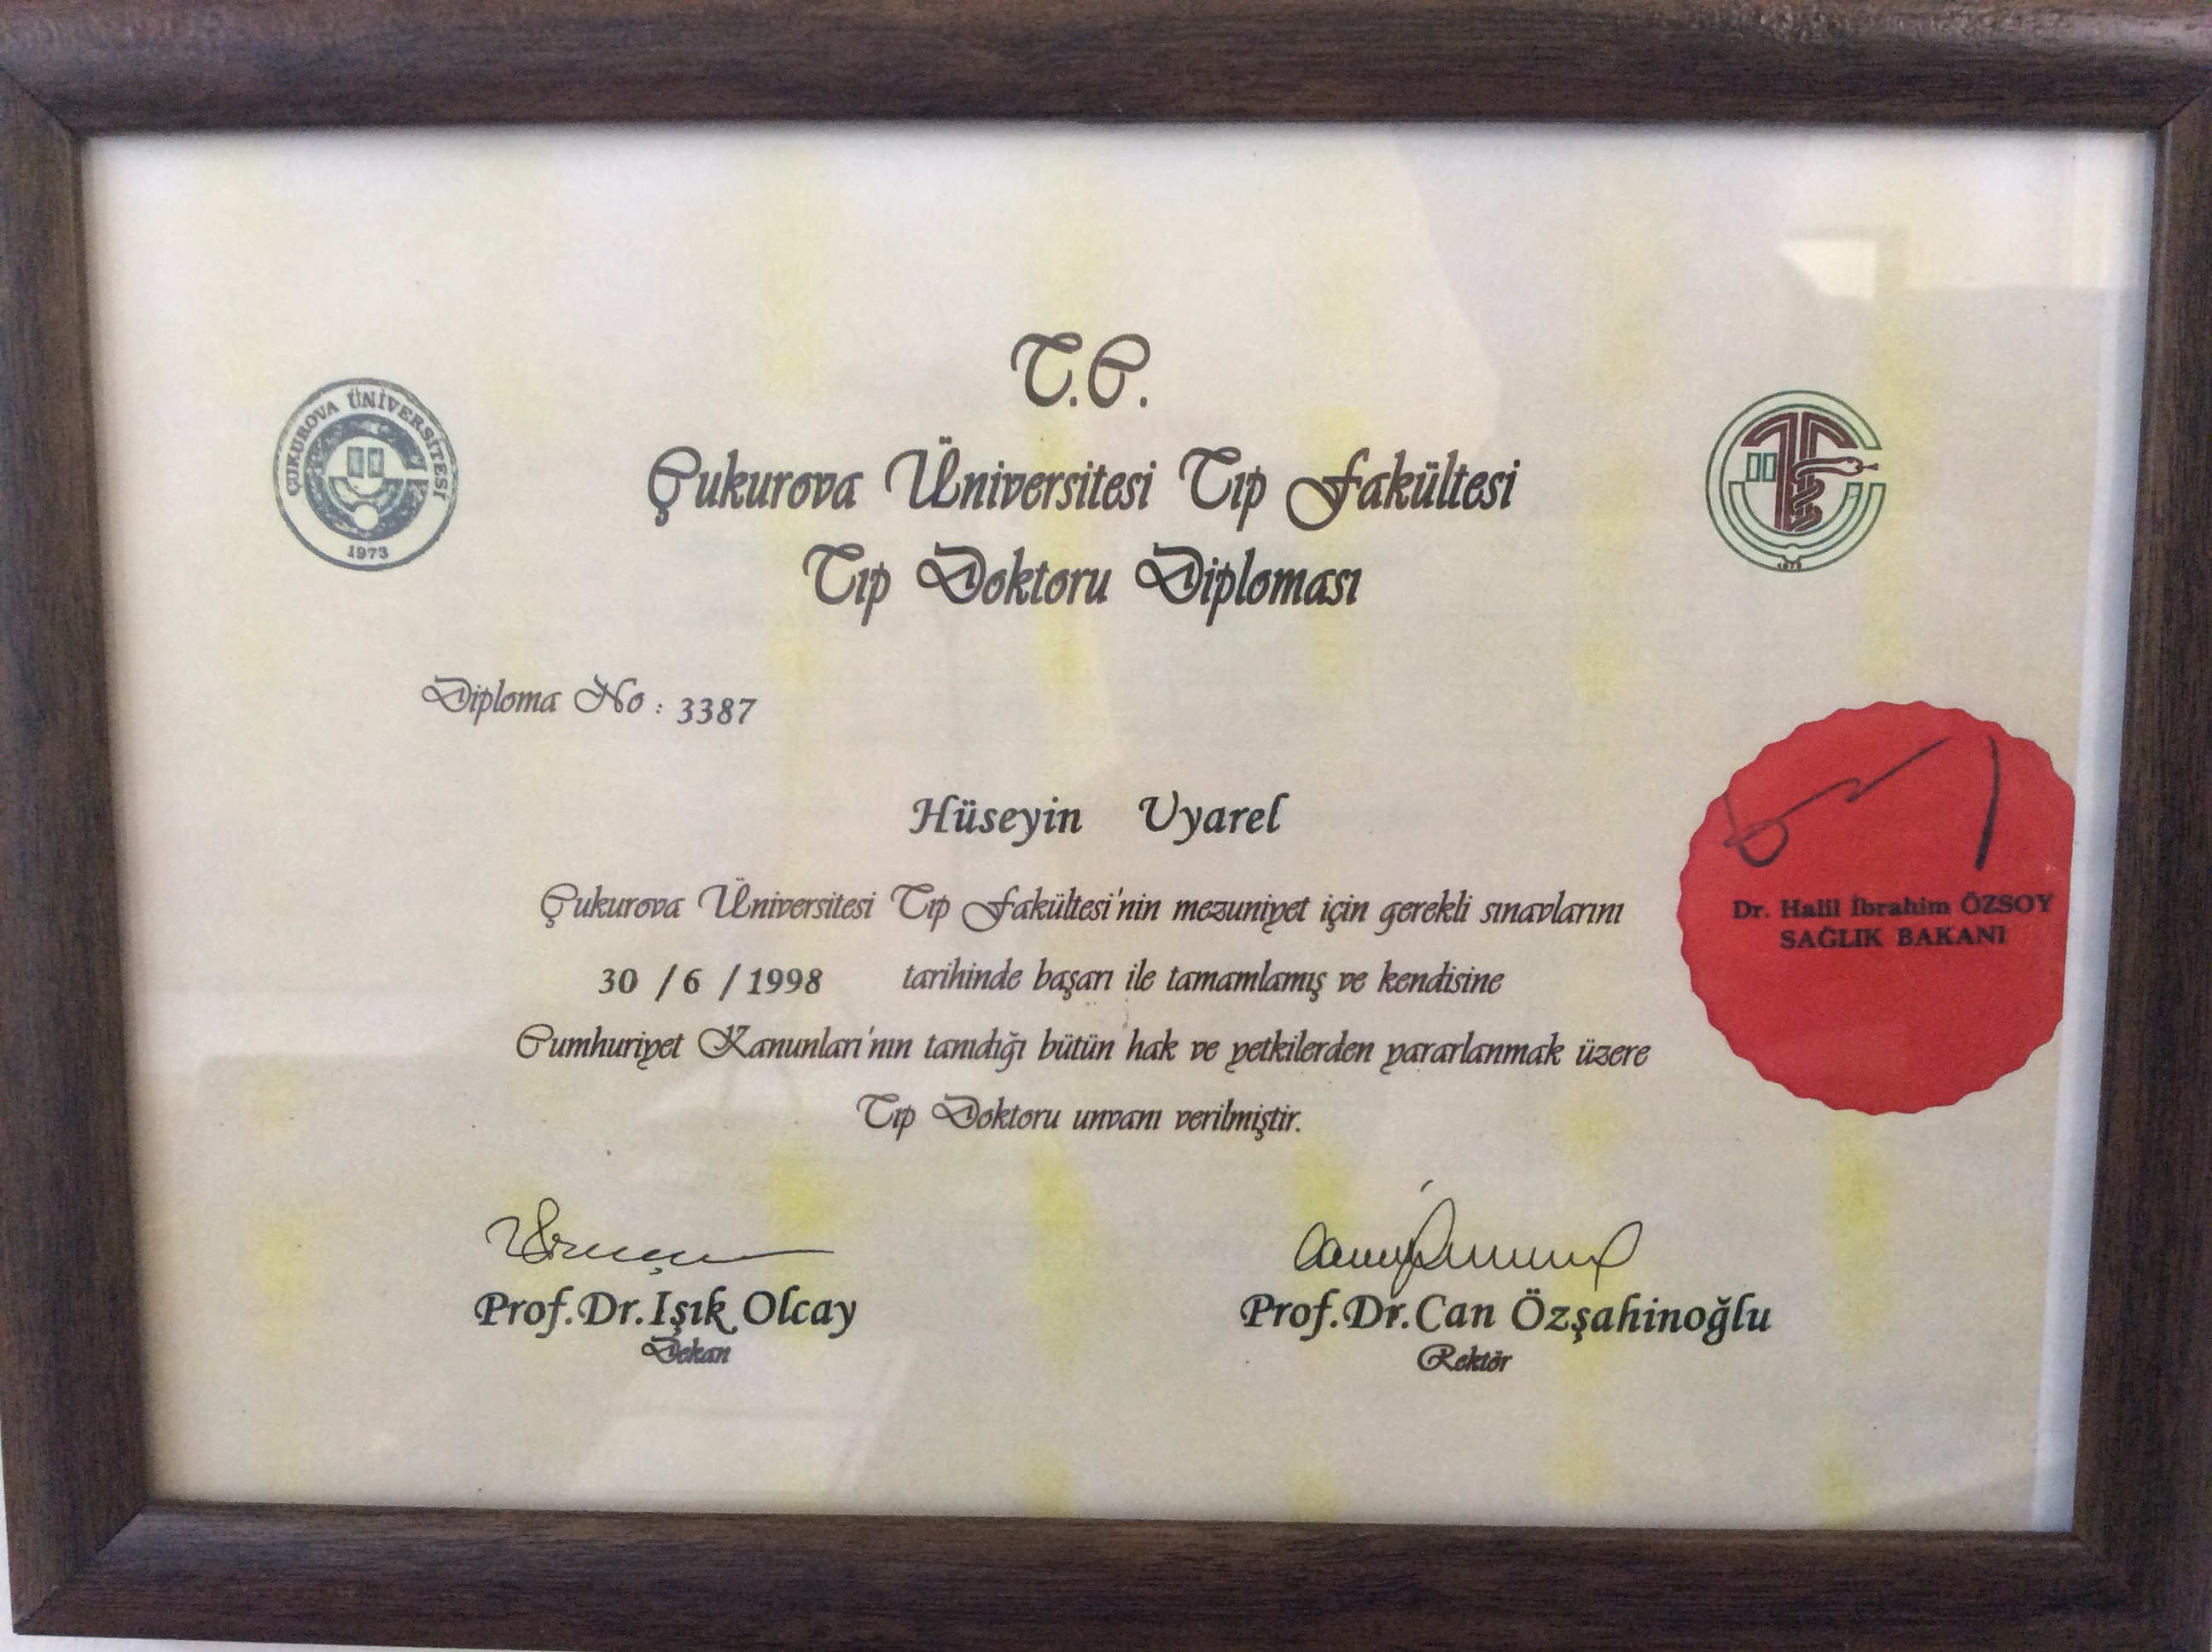 T.C.
ÇUKUROVA ÜNİVERSİTESİ
1973
Çukurova Üniversitesi Tıp Fakültesi
Tıp Doktoru Diploması
1973
Diploma No : 3387
Hüseyin Uyarel
Çukurova Üniversitesi Tıp Fakültesi'nin mezuniyet için gerekli sınavlarını
30 / 6 / 1998 tarihinde başarı ile tamamlamış ve kendisine
Cumhuriyet Kanunları'nın tanıdığı bütün hak ve yetkilerden yararlanmak üzere
Tıp Doktoru unvanı verilmiştir.
Dr. Halil İbrahim ÖZSOY
SAĞLIK BAKANI
Prof.Dr.Işık Olcay
Dekan
Prof.Dr.Can Özşahinoğlu
Rektör